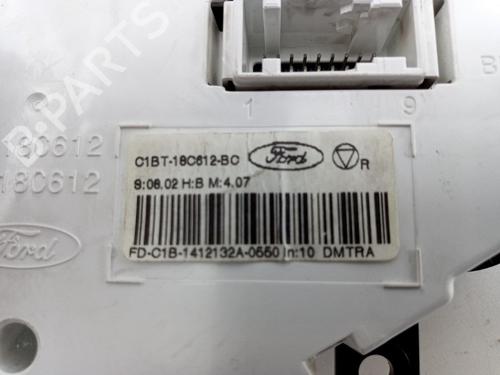 B-PARTS
1 9 B
18C612
18C612
Ford
C1BT-18C612-BC Ford R
S:06.02 H:B M:4.07
FD-C1B-1412132A-0550 In:10 DMTRA